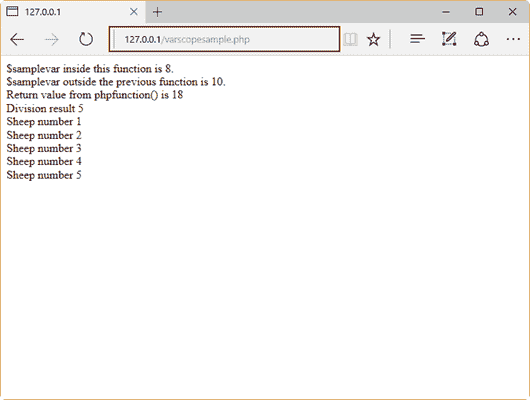 127.0.0.1
127.0.0.1/varscopesample.php
$samplevar inside this function is 8.
$samplevar outside the previous function is 10.
Return value from phpfunction() is 18
Division result 5
Sheep number 1
Sheep number 2
Sheep number 3
Sheep number 4
Sheep number 5